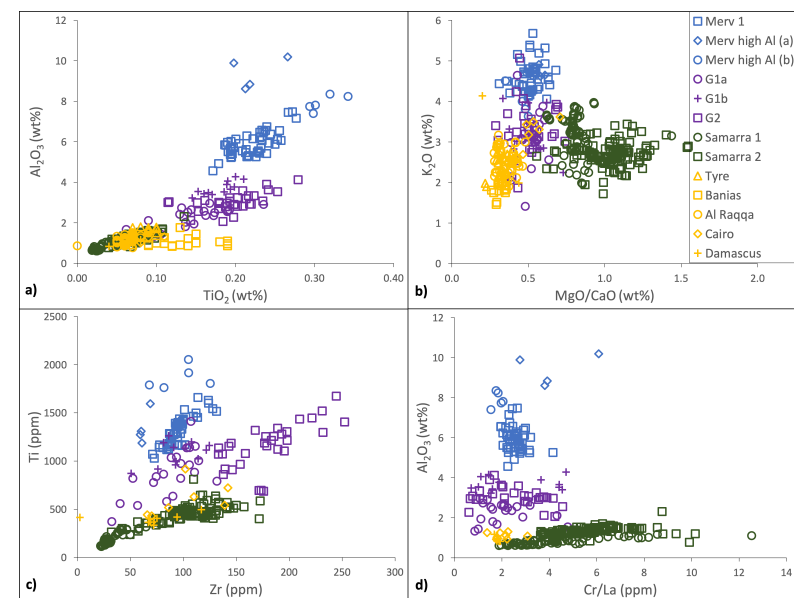 12
10
8
6
4
2
0
Al₂O₃ (wt%)
0.00 0.10 0.20 0.30 0.40
TiO₂ (wt%)
a)
6
5
4
3
2
1
0
K₂O (wt%)
0.0 0.5 1.0 1.5 2.0
MgO/CaO (wt%)
b)
Merv 1
Merv high Al (a)
Merv high Al (b)
G1a
G1b
G2
Samarra 1
Samarra 2
Tyre
Banias
Al Raqqa
Cairo
Damascus
2500
2000
1500
1000
500
0
Ti (ppm)
0 50 100 150 200 250 300
Zr (ppm)
c)
12
10
8
6
4
2
0
Al₂O₃ (wt%)
0 2 4 6 8 10 12 14
Cr/La (ppm)
d)